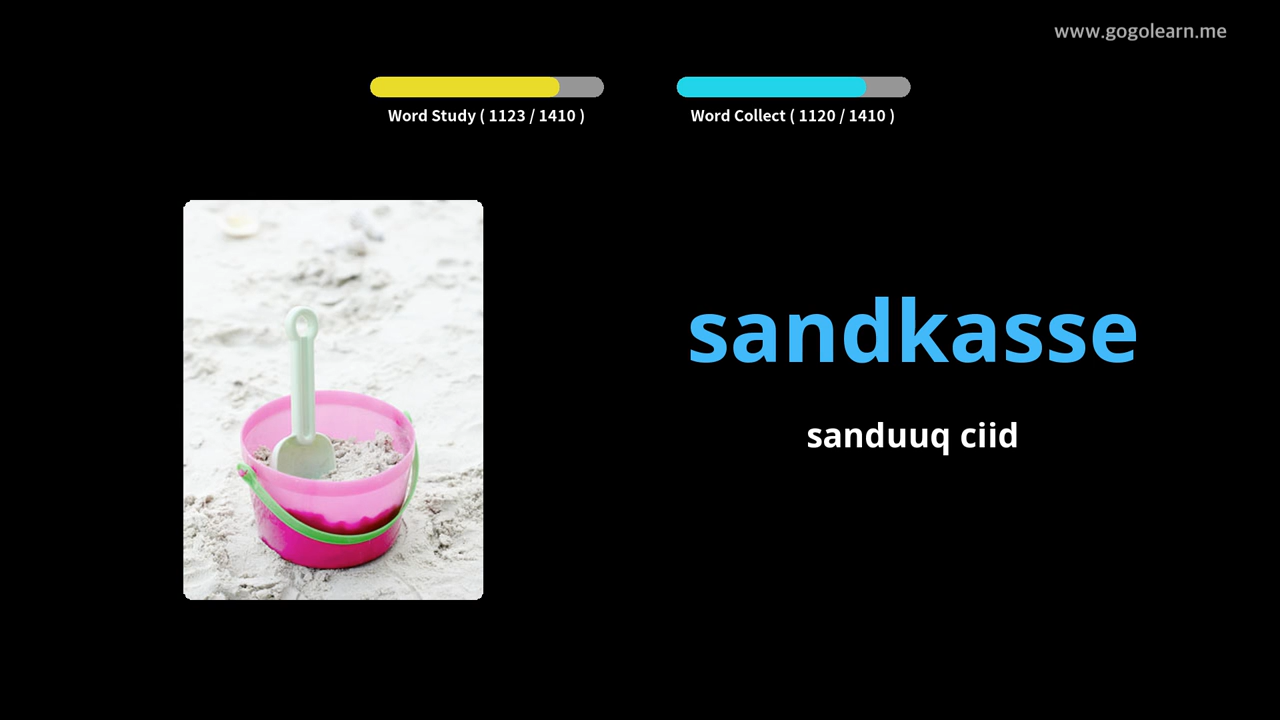 www.gogolearn.me
Word Study ( 1123 / 1410 )
Word Collect ( 1120 / 1410 )
sandkasse
sanduuq ciid